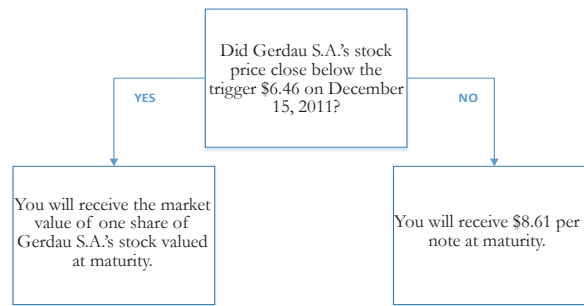 Did Gerdau S.A.'s stock
price close below the
trigger $6.46 on December
15, 2011?
YES
NO
You will receive the market
value of one share of
Gerdau S.A.'s stock valued
at maturity.
You will receive $8.61 per
note at maturity.